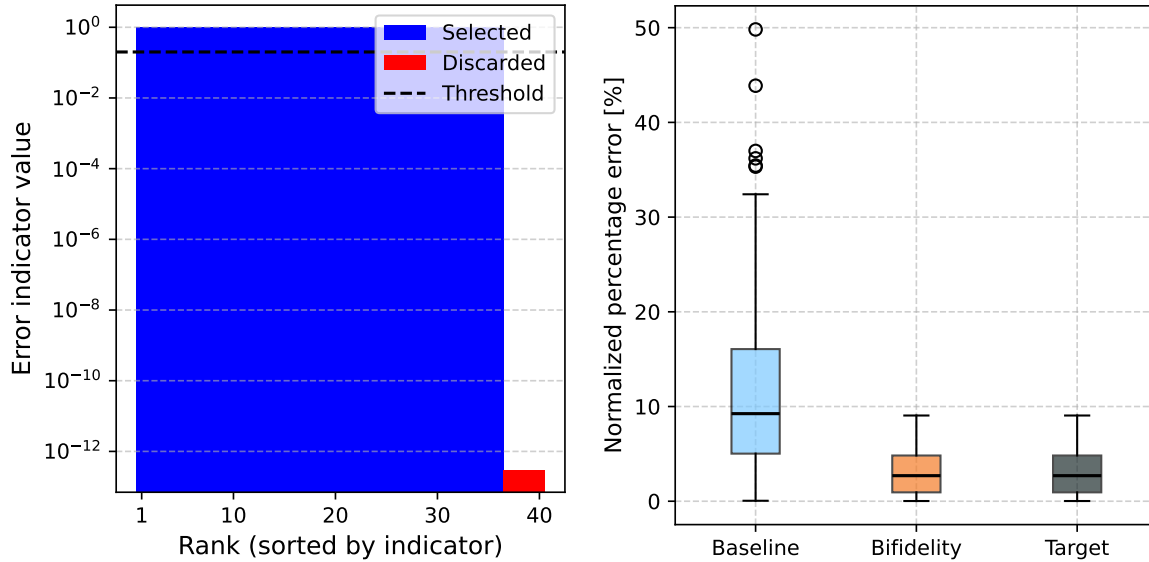 Error indicator value
10⁰
10⁻²
10⁻⁴
10⁻⁶
10⁻⁸
10⁻¹⁰
10⁻¹²
Selected
Discarded
Threshold
1 10 20 30 40
Rank (sorted by indicator)
Normalized percentage error [%]
50
40
30
20
10
0
Baseline Bifidelity Target